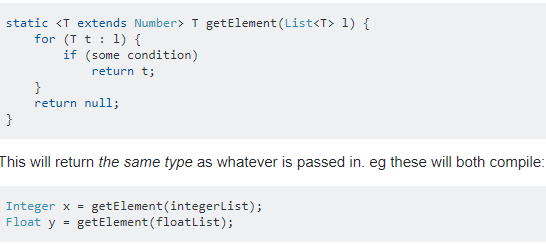 static <T extends Number> T getElement(List<T> l) {
    for (T t : l) {
        if (some condition)
            return t;
    }
    return null;
}
This will return the same type as whatever is passed in. eg these will both compile:
Integer x = getElement(integerList);
Float y = getElement(floatList);